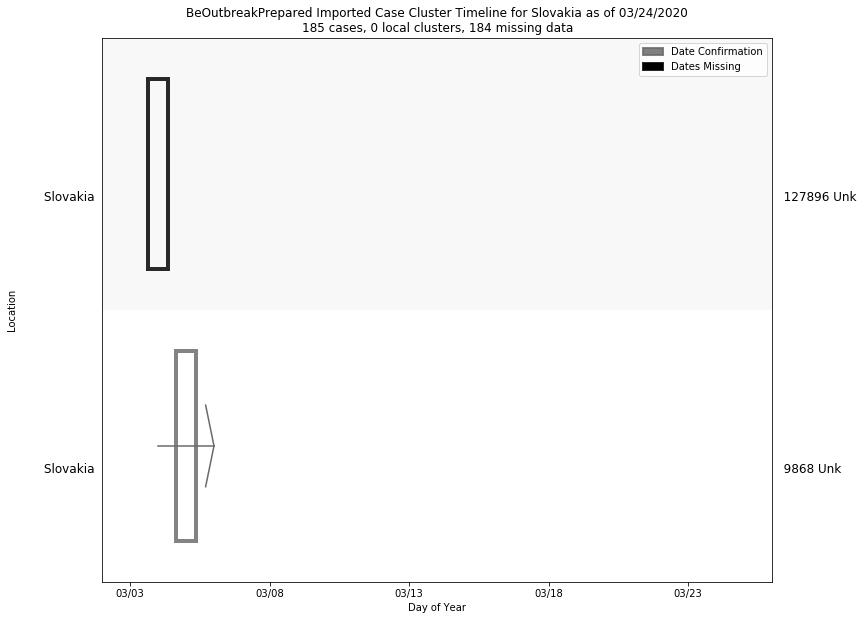 BeOutbreakPrepared Imported Case Cluster Timeline for Slovakia as of 03/24/2020
185 cases, 0 local clusters, 184 missing data
Date Confirmation
Dates Missing
Slovakia
127896 Unk
Location
Slovakia
9868 Unk
03/03 03/08 03/13 03/18 03/23
Day of Year